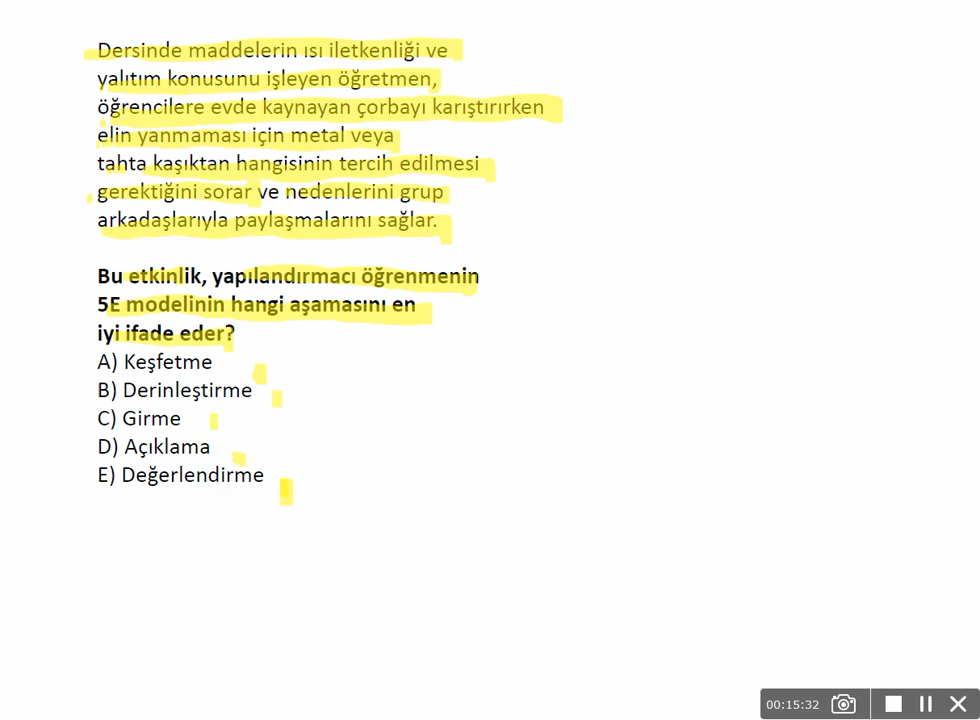 Dersinde maddelerin ısı iletkenliği ve
yalıtım konusunu işleyen öğretmen,
öğrencilere evde kaynayan çorbayı karıştırırken
elin yanmaması için metal veya
tahta kaşıktan hangisinin tercih edilmesi
gerektiğini sorar ve nedenlerini grup
arkadaşlarıyla paylaşmalarını sağlar.
Bu etkinlik, yapılandırmacı öğrenmenin
5E modelinin hangi aşamasını en
iyi ifade eder?
A) Keşfetme
B) Derinleştirme
C) Girme
D) Açıklama
E) Değerlendirme
00:15:32